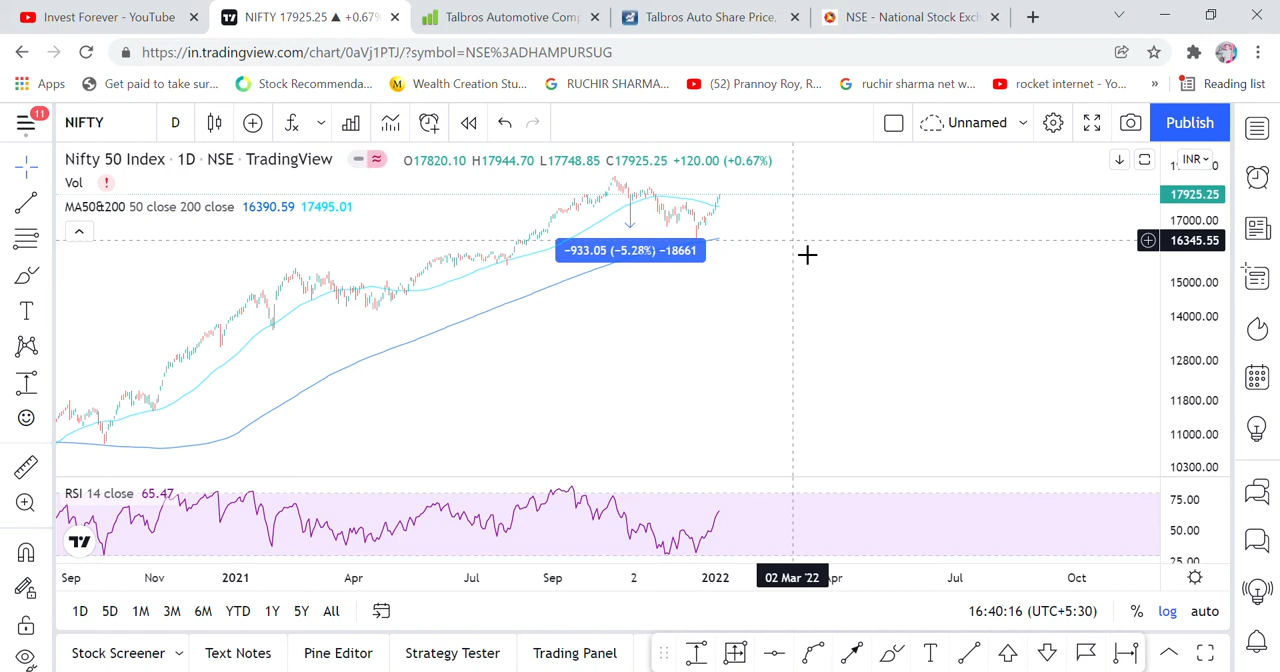 Invest Forever - YouTube
NIFTY 17925.25 ▲ +0.67%
Talbros Automotive Comp
Talbros Auto Share Price,
NSE - National Stock Exch
https://in.tradingview.com/chart/0aVj1PTJ/?symbol=NSE%3ADHAMPURSUG
Apps
Get paid to take sur...
Stock Recommenda...
Wealth Creation Stu...
RUCHIR SHARMA...
(52) Prannoy Roy, R...
ruchir sharma net w...
rocket internet - Yo...
»
Reading list
11
NIFTY
D
Unnamed
Publish
Nifty 50 Index · 1D · NSE · TradingView
O17820.10 H17944.70 L17748.85 C17925.25 +120.00 (+0.67%)
INR
Vol
MA50&200 50 close 200 close 16390.59 17495.01
17925.25
17000.00
16345.55
−933.05 (−5.28%) −18661
15000.00
14000.00
12800.00
11800.00
11000.00
10300.00
RSI 14 close 65.47
75.00
50.00
25.00
Sep
Nov
2021
Apr
Jul
Sep
2
2022
02 Mar '22
Apr
Jul
Oct
1D 5D 1M 3M 6M YTD 1Y 5Y All
16:40:16 (UTC+5:30)
%
log
auto
Stock Screener
Text Notes
Pine Editor
Strategy Tester
Trading Panel